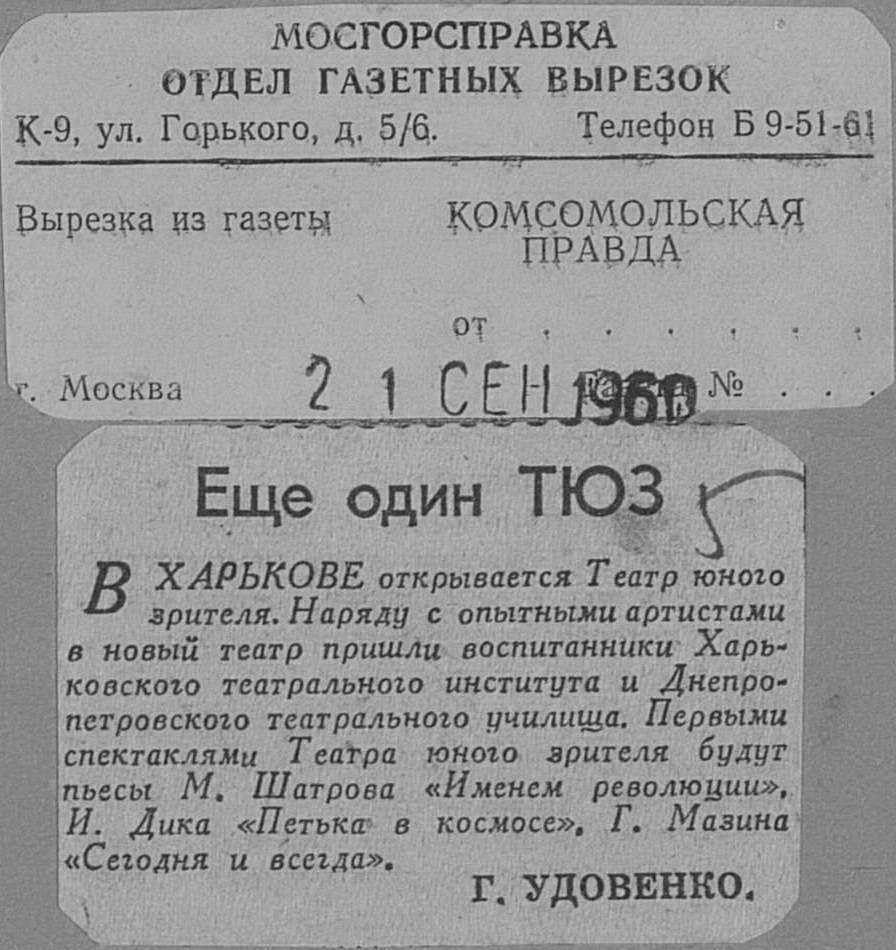 МОСГОРСПРАВКА
ОТДЕЛ ГАЗЕТНЫХ ВЫРЕЗОК
К-9, ул. Горького, д. 5/6. Телефон Б 9-51-61
Вырезка из газеты КОМСОМОЛЬСКАЯ
ПРАВДА
от . . . . . .
г. Москва 21 СЕН 1960 № . . .
Еще один ТЮЗ
В ХАРЬКОВЕ открывается Театр юного
зрителя. Наряду с опытными артистами
в новый театр пришли воспитанники Харь-
ковского театрального института и Днепро-
петровского театрального училища. Первыми
спектаклями Театра юного зрителя будут
пьесы М. Шатрова «Именем революции»,
И. Дика «Петька в космосе», Г. Мазина
«Сегодня и всегда».
Г. УДОВЕНКО.